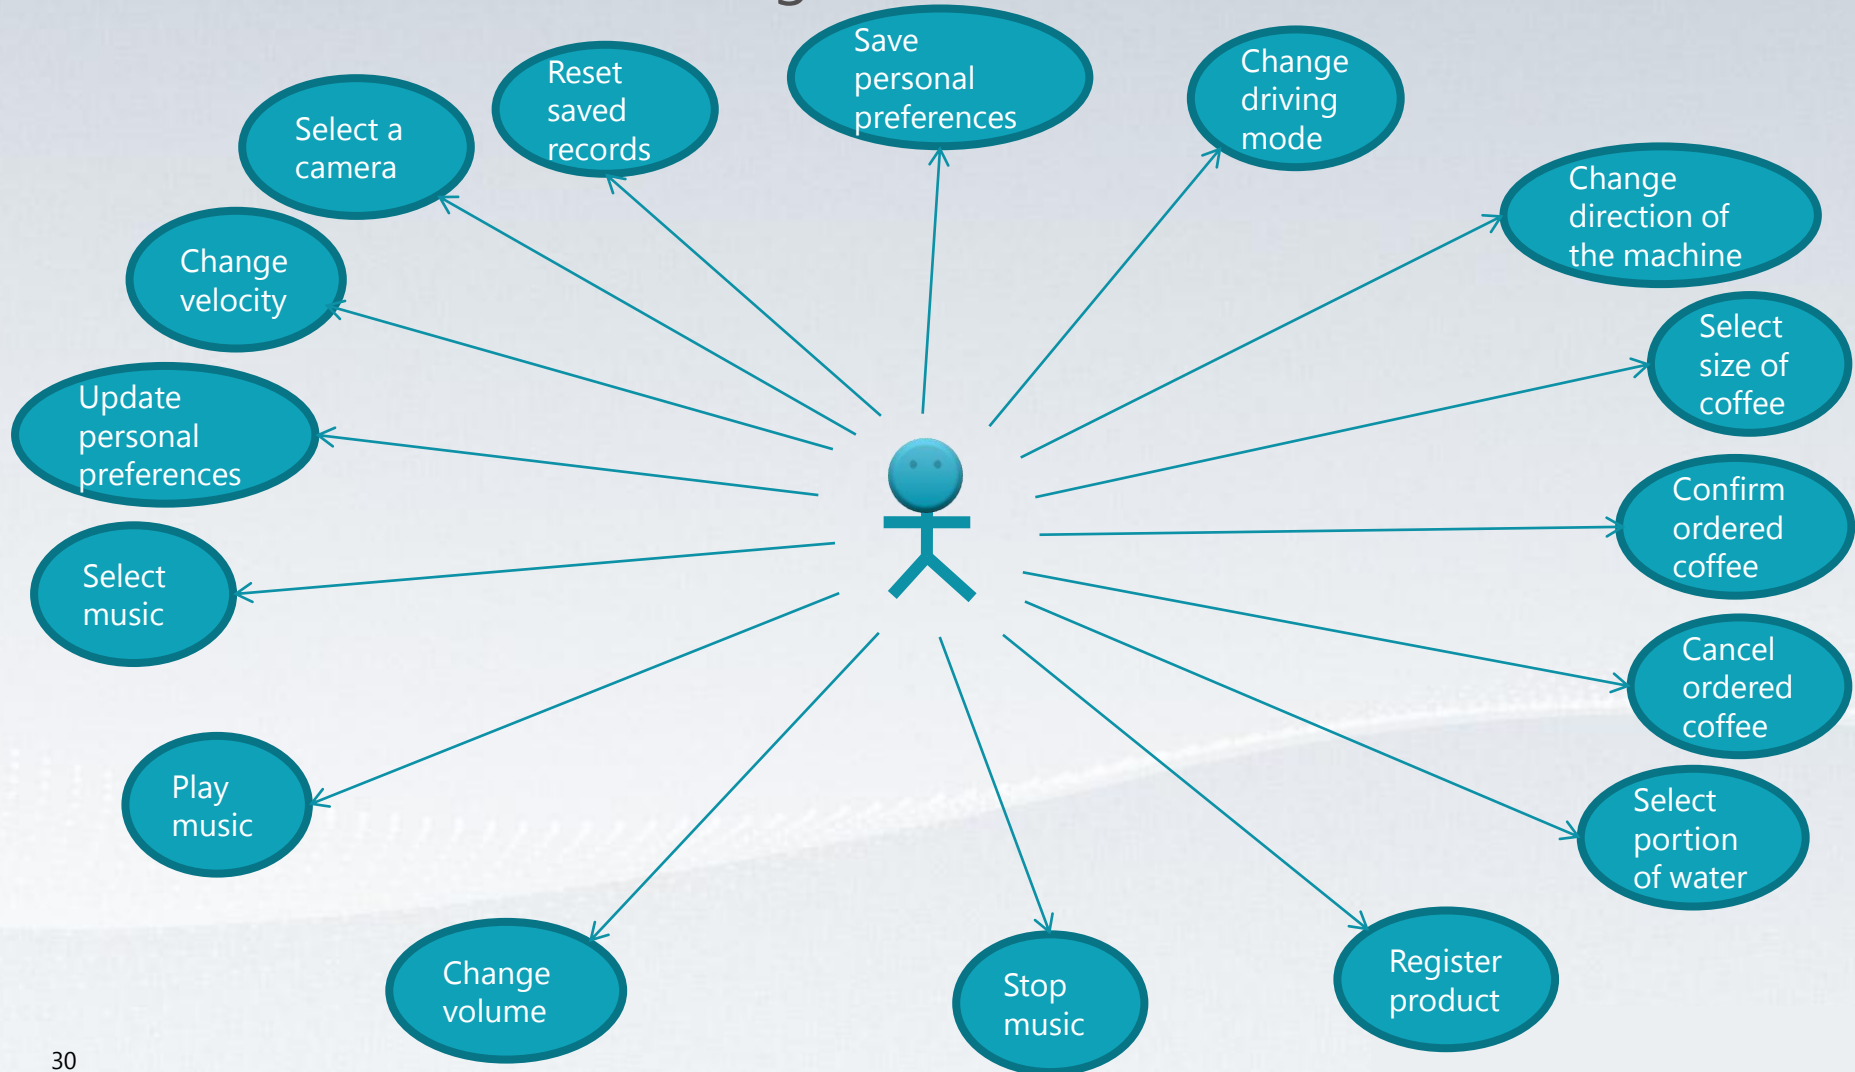 Save
personal
preferences
Change
driving
mode
Reset
saved
records
Select a
camera
Change
direction of
the machine
Change
velocity
Select
size of
coffee
Update
personal
preferences
Confirm
ordered
coffee
Select
music
Cancel
ordered
coffee
Play
music
Select
portion
of water
Change
volume
Stop
music
Register
product
30